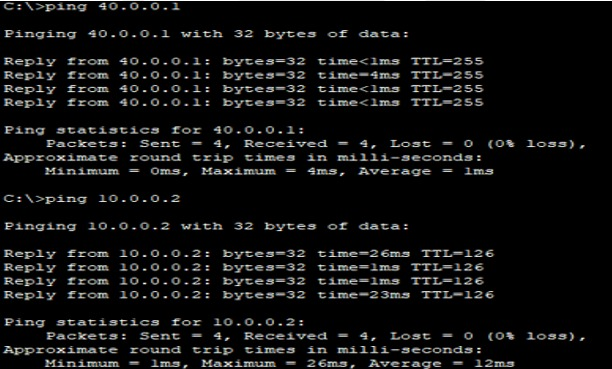 C:\>ping 40.0.0.1
Pinging 40.0.0.1 with 32 bytes of data:
Reply from 40.0.0.1: bytes=32 time<1ms TTL=255
Reply from 40.0.0.1: bytes=32 time=4ms TTL=255
Reply from 40.0.0.1: bytes=32 time<1ms TTL=255
Reply from 40.0.0.1: bytes=32 time<1ms TTL=255
Ping statistics for 40.0.0.1:
Packets: Sent = 4, Received = 4, Lost = 0 (0% loss),
Approximate round trip times in milli-seconds:
Minimum = 0ms, Maximum = 4ms, Average = 1ms
C:\>ping 10.0.0.2
Pinging 10.0.0.2 with 32 bytes of data:
Reply from 10.0.0.2: bytes=32 time=26ms TTL=126
Reply from 10.0.0.2: bytes=32 time=1ms TTL=126
Reply from 10.0.0.2: bytes=32 time=1ms TTL=126
Reply from 10.0.0.2: bytes=32 time=23ms TTL=126
Ping statistics for 10.0.0.2:
Packets: Sent = 4, Received = 4, Lost = 0 (0% loss),
Approximate round trip times in milli-seconds:
Minimum = 1ms, Maximum = 26ms, Average = 12ms